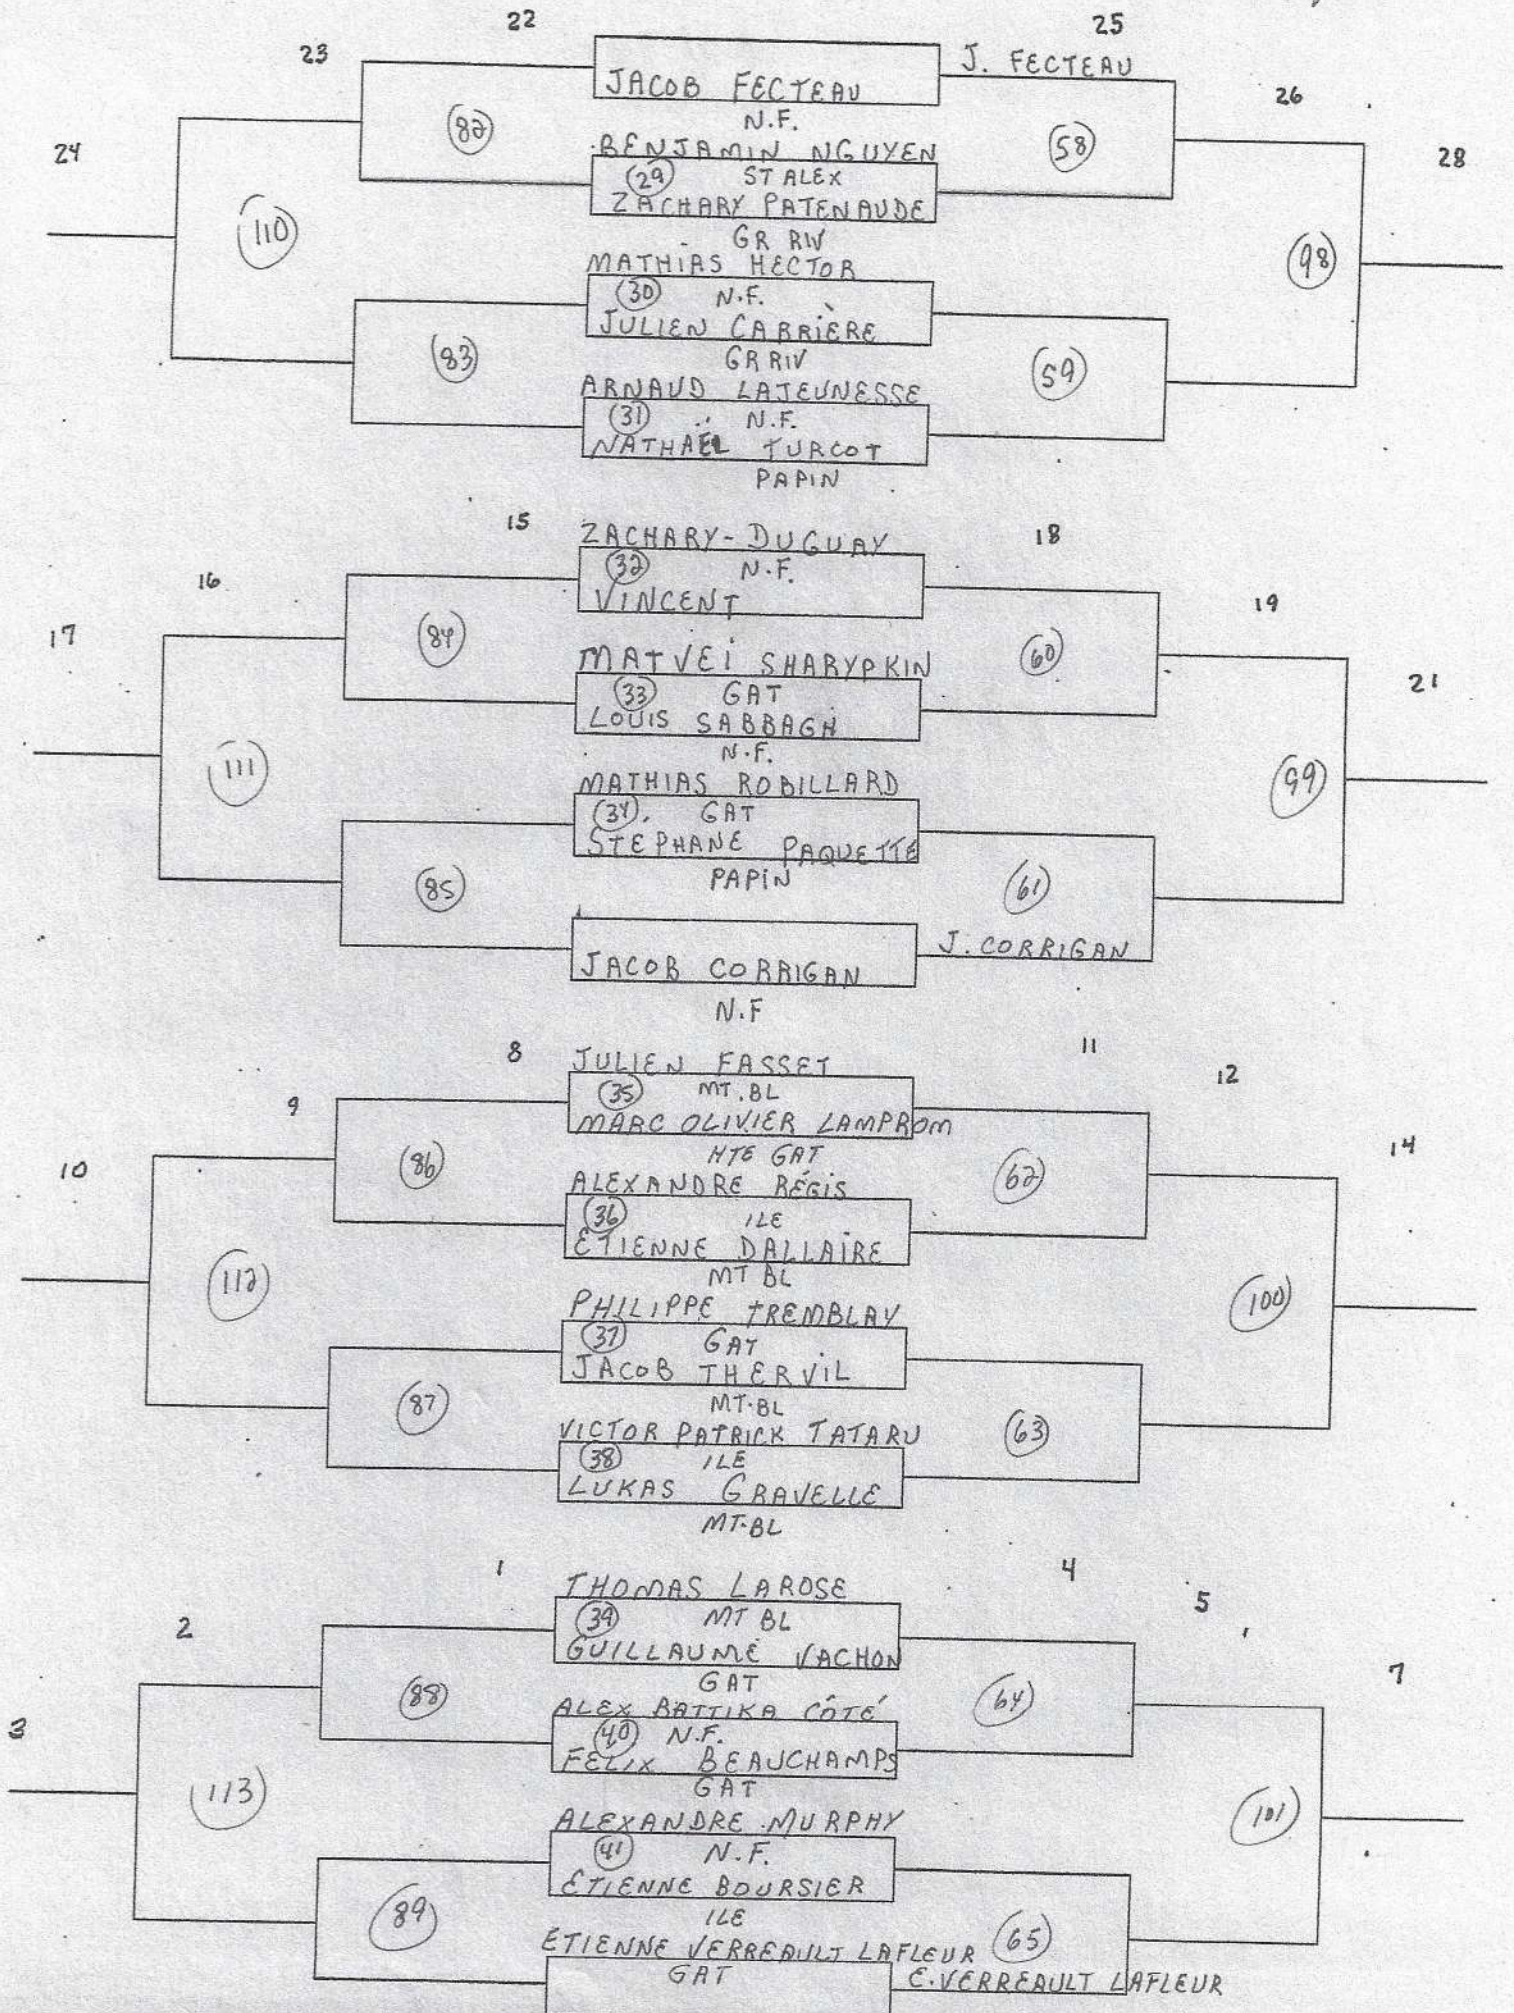 22
25
23
J. FECTEAU
JACOB FECTEAU
26
N.F.
82
58
24
BENJAMIN NGUYEN
28
29 ST ALEX
ZACHARY PATENAUDE
110
GR RIV
98
MATHIAS HECTOR
30 N.F.
JULIEN CARRIÈRE
83
GR RIV
59
ARNAUD LAJEUNESSE
31 N.F.
NATHAËL TURCOT
PAPIN
15
ZACHARY-DUGUAY
18
32 N.F.
16
VINCENT
19
17
84
60
MATVEI SHARYPKIN
21
33 GAT
LOUIS SABBAGH
111
N.F.
99
MATHIAS ROBILLARD
34. GAT
STEPHANE PAQUETTE
85
PAPIN
61
J. CORRIGAN
JACOB CORRIGAN
N.F
8
JULIEN FASSET
11
9
35 MT.BL
12
MARC OLIVIER LAMPROM
10
86
HTE GAT
62
14
ALEXANDRE RÉGIS
36 ILE
ETIENNE DALLAIRE
112
MT BL
100
PHILIPPE TREMBLAY
37 GAT
JACOB THERVIL
87
MT.BL
63
VICTOR PATRICK TATARU
38 ILE
LUKAS GRAVELLE
MT.BL
1
THOMAS LAROSE
4
2
39 MT BL
5
GUILLAUME VACHON
7
88
GAT
64
3
ALEX BATTIKA CÔTÉ
40 N.F.
FELIX BEAUCHAMPS
113
GAT
101
ALEXANDRE MURPHY
41 N.F.
ETIENNE BOURSIER
89
ILE
65
ETIENNE VERREAULT LAFLEUR
GAT
E.VERREAULT LAFLEUR